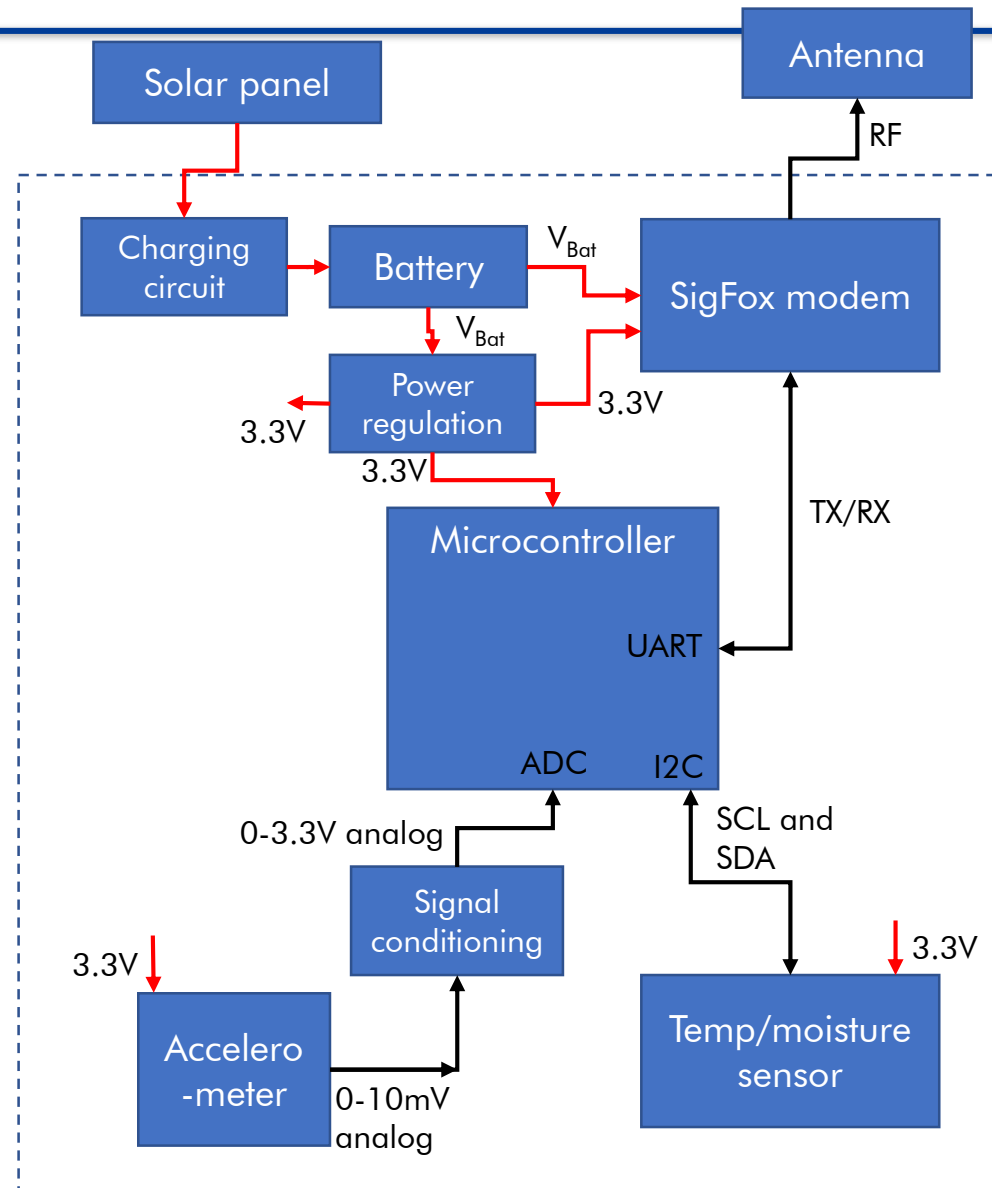 Antenna
Solar panel
RF
Charging
circuit
Battery
V_Bat
SigFox modem
V_Bat
Power
regulation
3.3V
3.3V
3.3V
Microcontroller
TX/RX
UART
ADC
I2C
0-3.3V analog
SCL and
SDA
Signal
conditioning
3.3V
3.3V
Accelero
-meter
Temp/moisture
sensor
0-10mV
analog